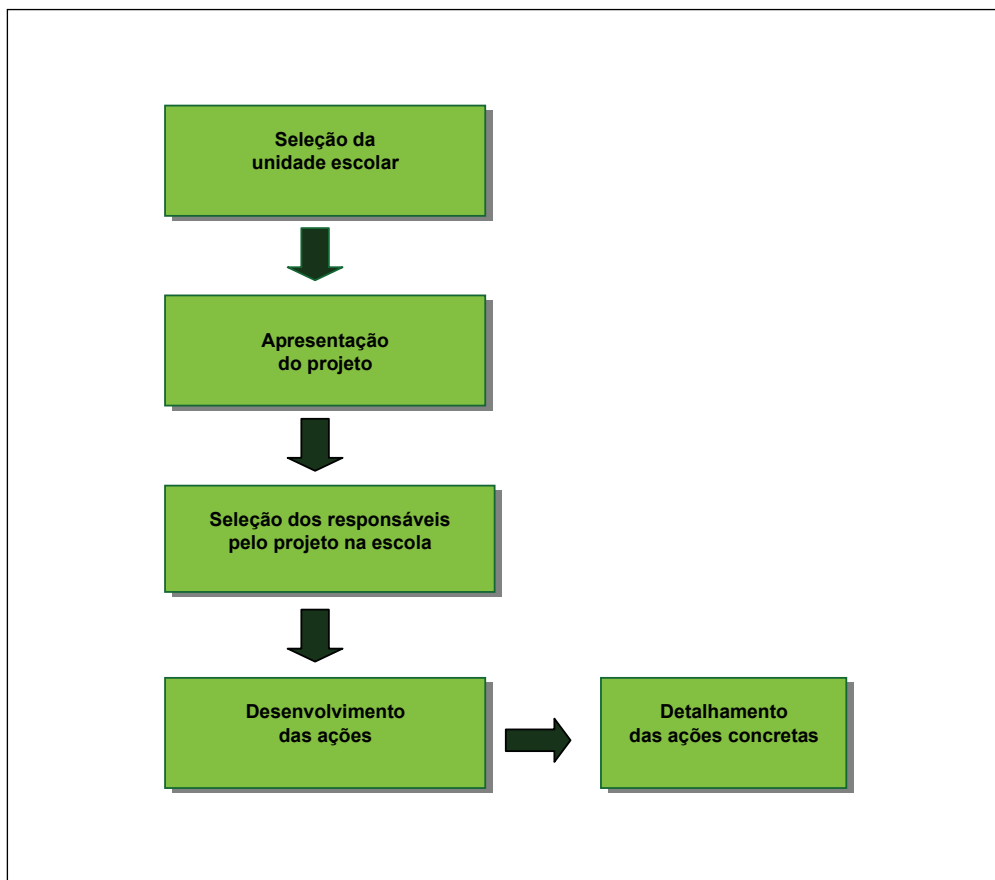 Seleção da
unidade escolar
Apresentação
do projeto
Seleção dos responsáveis
pelo projeto na escola
Desenvolvimento
das ações
Detalhamento
das ações concretas